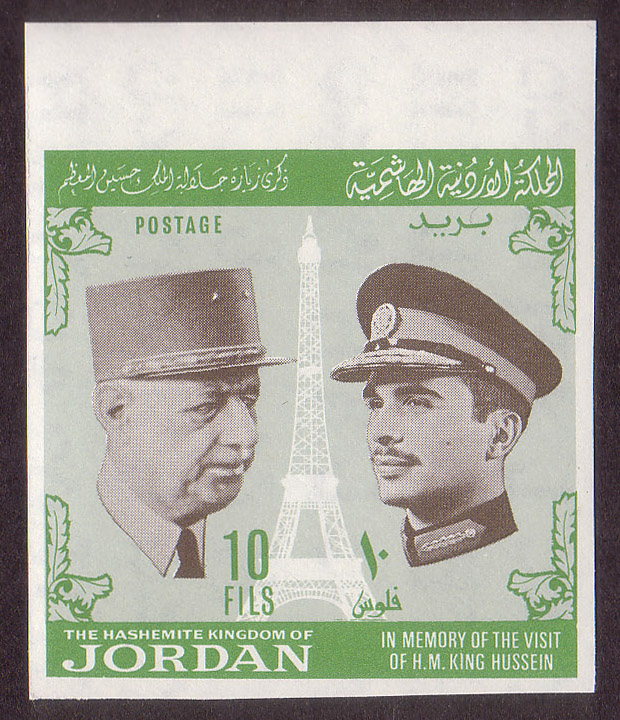 المملكة الأردنية الهاشمية
ذكرى زيارة جلالة الملك حسين المعظم
POSTAGE
بريد
10
FILS
١٠
فلوس
THE HASHEMITE KINGDOM OF
JORDAN
IN MEMORY OF THE VISIT
OF H.M. KING HUSSEIN